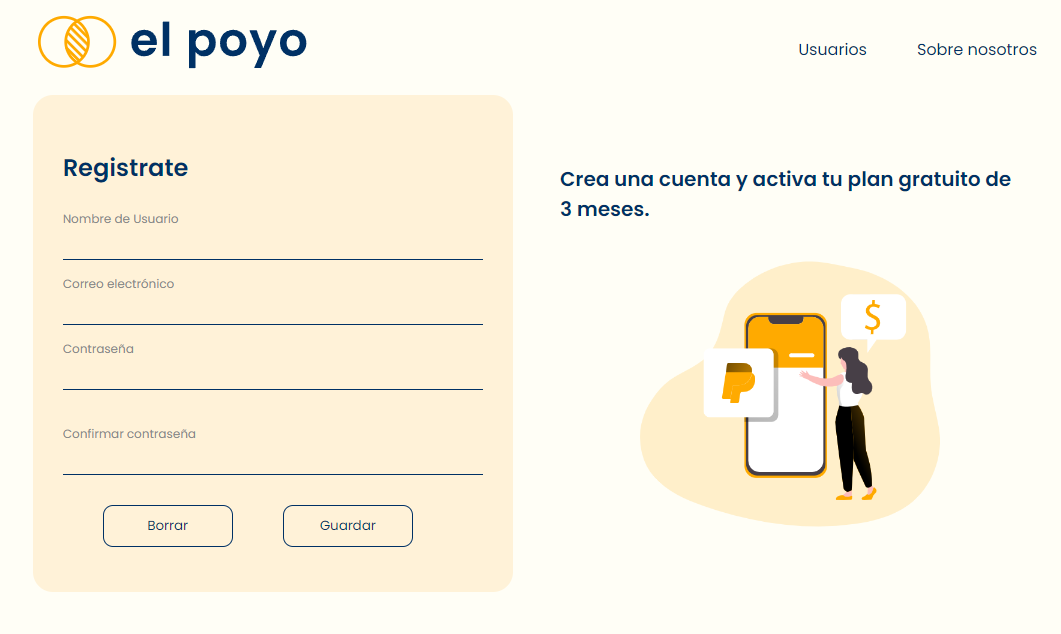 el poyo
Usuarios
Sobre nosotros
Registrate
Nombre de Usuario
Correo electrónico
Contraseña
Confirmar contraseña
Borrar
Guardar
Crea una cuenta y activa tu plan gratuito de
3 meses.
$
P